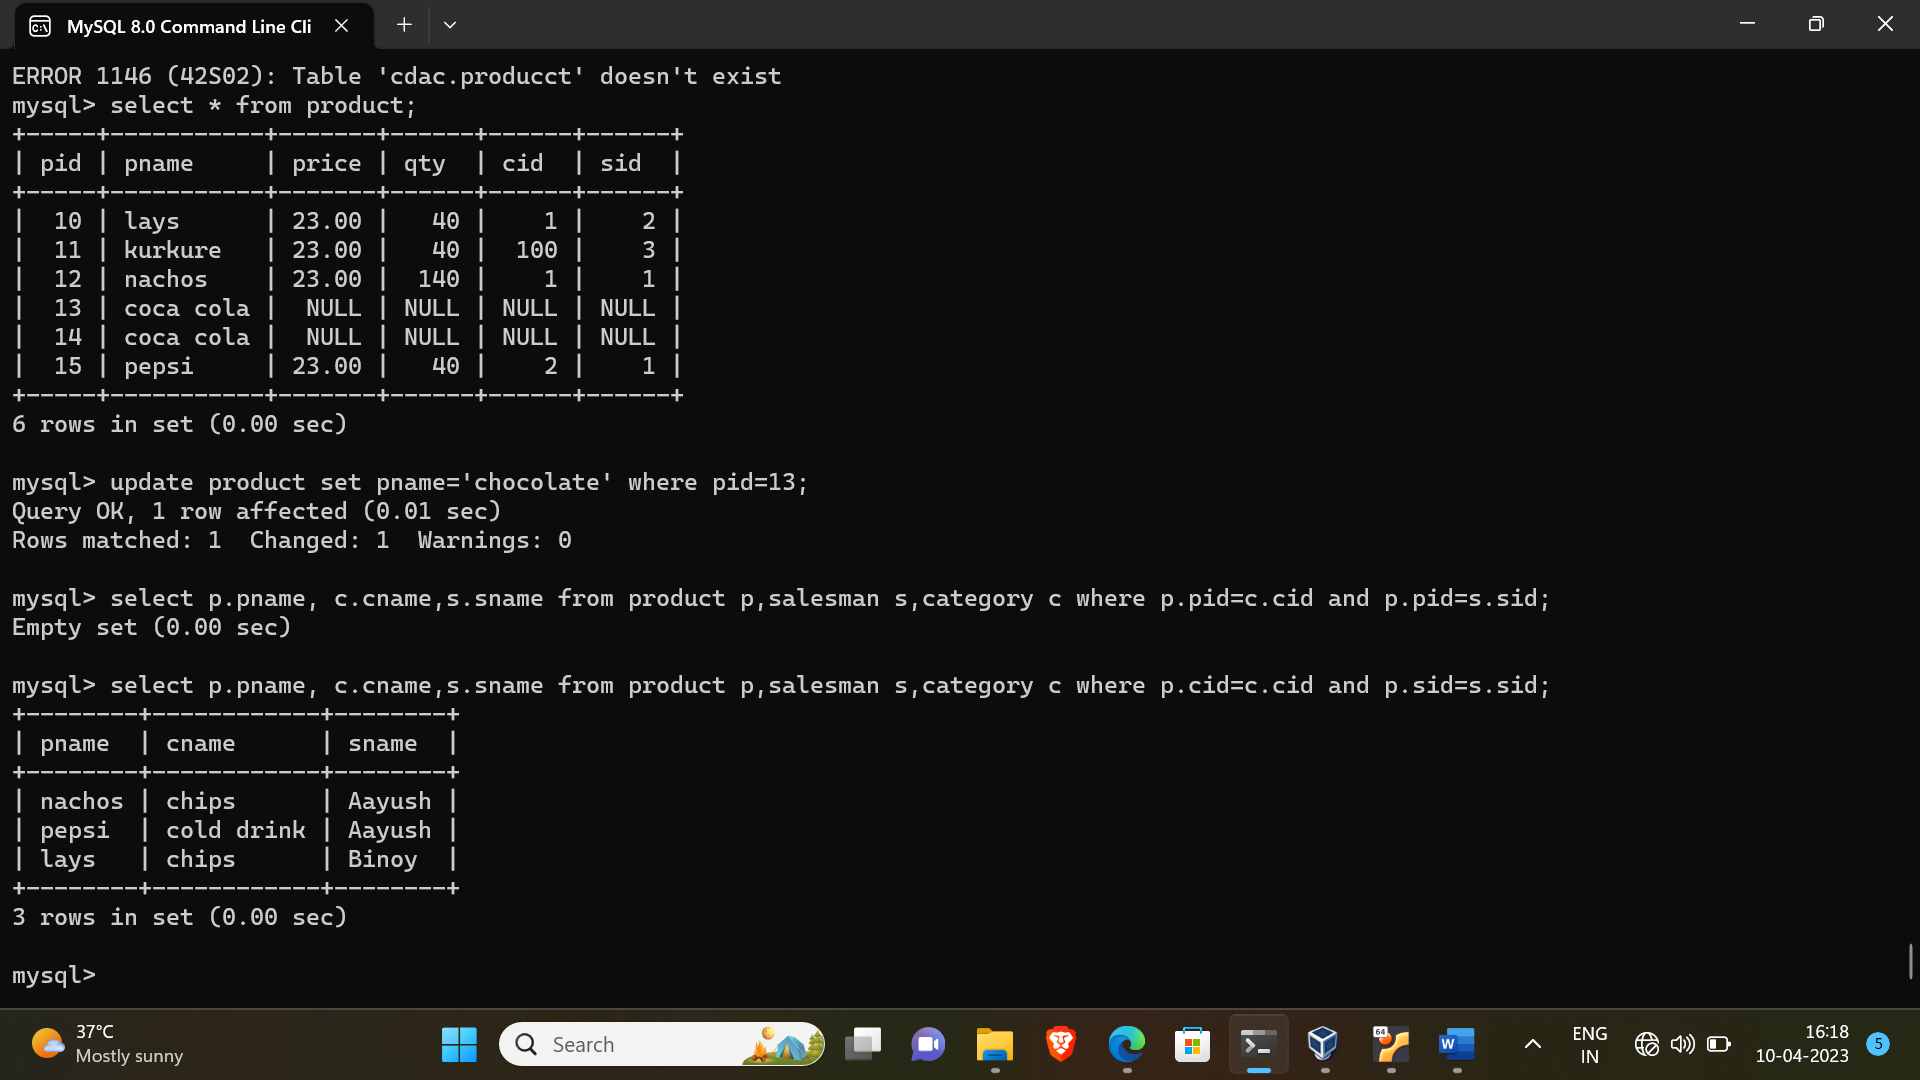 MySQL 8.0 Command Line Cli
ERROR 1146 (42S02): Table 'cdac.producct' doesn't exist
mysql> select * from product;
+-----+-----------+-------+------+------+------+
| pid | pname     | price | qty  | cid  | sid  |
+-----+-----------+-------+------+------+------+
|  10 | lays      | 23.00 |   40 |    1 |    2 |
|  11 | kurkure   | 23.00 |   40 |  100 |    3 |
|  12 | nachos    | 23.00 |  140 |    1 |    1 |
|  13 | coca cola |  NULL | NULL | NULL | NULL |
|  14 | coca cola |  NULL | NULL | NULL | NULL |
|  15 | pepsi     | 23.00 |   40 |    2 |    1 |
+-----+-----------+-------+------+------+------+
6 rows in set (0.00 sec)
mysql> update product set pname='chocolate' where pid=13;
Query OK, 1 row affected (0.01 sec)
Rows matched: 1  Changed: 1  Warnings: 0
mysql> select p.pname, c.cname,s.sname from product p,salesman s,category c where p.pid=c.cid and p.pid=s.sid;
Empty set (0.00 sec)
mysql> select p.pname, c.cname,s.sname from product p,salesman s,category c where p.cid=c.cid and p.sid=s.sid;
+--------+------------+--------+
| pname  | cname      | sname  |
+--------+------------+--------+
| nachos | chips      | Aayush |
| pepsi  | cold drink | Aayush |
| lays   | chips      | Binoy  |
+--------+------------+--------+
3 rows in set (0.00 sec)
mysql>
37°C
Mostly sunny
Search
64
W
ENG
IN
16:18
10-04-2023
5